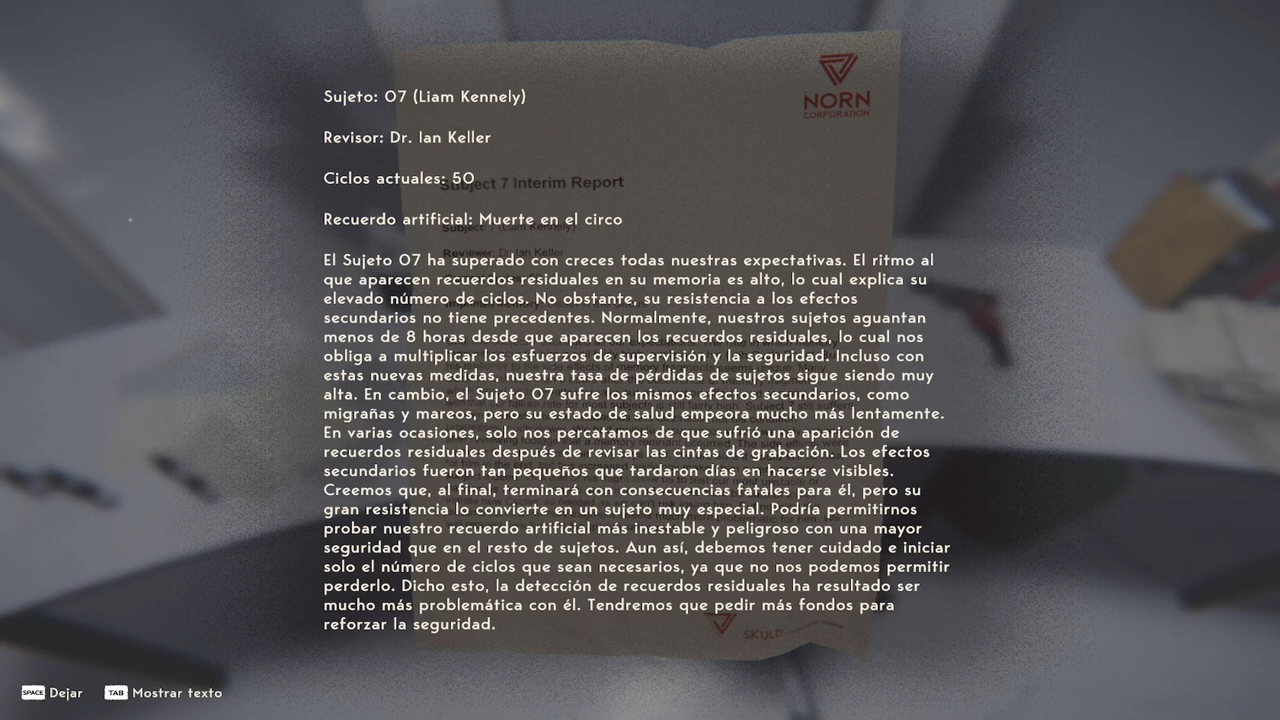 NORN
CORPORATION
Sujeto: 07 (Liam Kennely)
Revisor: Dr. Ian Keller
Ciclos actuales: 50
Subject 7 Interim Report
Recuerdo artificial: Muerte en el circo
El Sujeto 07 ha superado con creces todas nuestras expectativas. El ritmo al
que aparecen recuerdos residuales en su memoria es alto, lo cual explica su
elevado número de ciclos. No obstante, su resistencia a los efectos
secundarios no tiene precedentes. Normalmente, nuestros sujetos aguantan
menos de 8 horas desde que aparecen los recuerdos residuales, lo cual nos
obliga a multiplicar los esfuerzos de supervisión y la seguridad. Incluso con
estas nuevas medidas, nuestra tasa de pérdidas de sujetos sigue siendo muy
alta. En cambio, el Sujeto 07 sufre los mismos efectos secundarios, como
migrañas y mareos, pero su estado de salud empeora mucho más lentamente.
En varias ocasiones, solo nos percatamos de que sufrió una aparición de
recuerdos residuales después de revisar las cintas de grabación. Los efectos
secundarios fueron tan pequeños que tardaron días en hacerse visibles.
Creemos que, al final, terminará con consecuencias fatales para él, pero su
gran resistencia lo convierte en un sujeto muy especial. Podría permitirnos
probar nuestro recuerdo artificial más inestable y peligroso con una mayor
seguridad que en el resto de sujetos. Aun así, debemos tener cuidado e iniciar
solo el número de ciclos que sean necesarios, ya que no nos podemos permitir
perderlo. Dicho esto, la detección de recuerdos residuales ha resultado ser
mucho más problemática con él. Tendremos que pedir más fondos para
reforzar la seguridad.
SKULD
SPACE Dejar TAB Mostrar texto